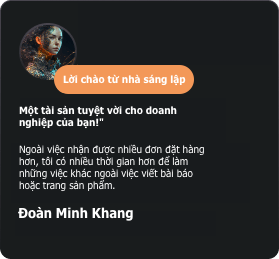 Lời chào từ nhà sáng lập
Một tài sản tuyệt vời cho doanh
nghiệp của bạn!"
Ngoài việc nhận được nhiều đơn đặt hàng
hơn, tôi có nhiều thời gian hơn để làm
những việc khác ngoài việc viết bài báo
hoặc trang sản phẩm.
Đoàn Minh Khang